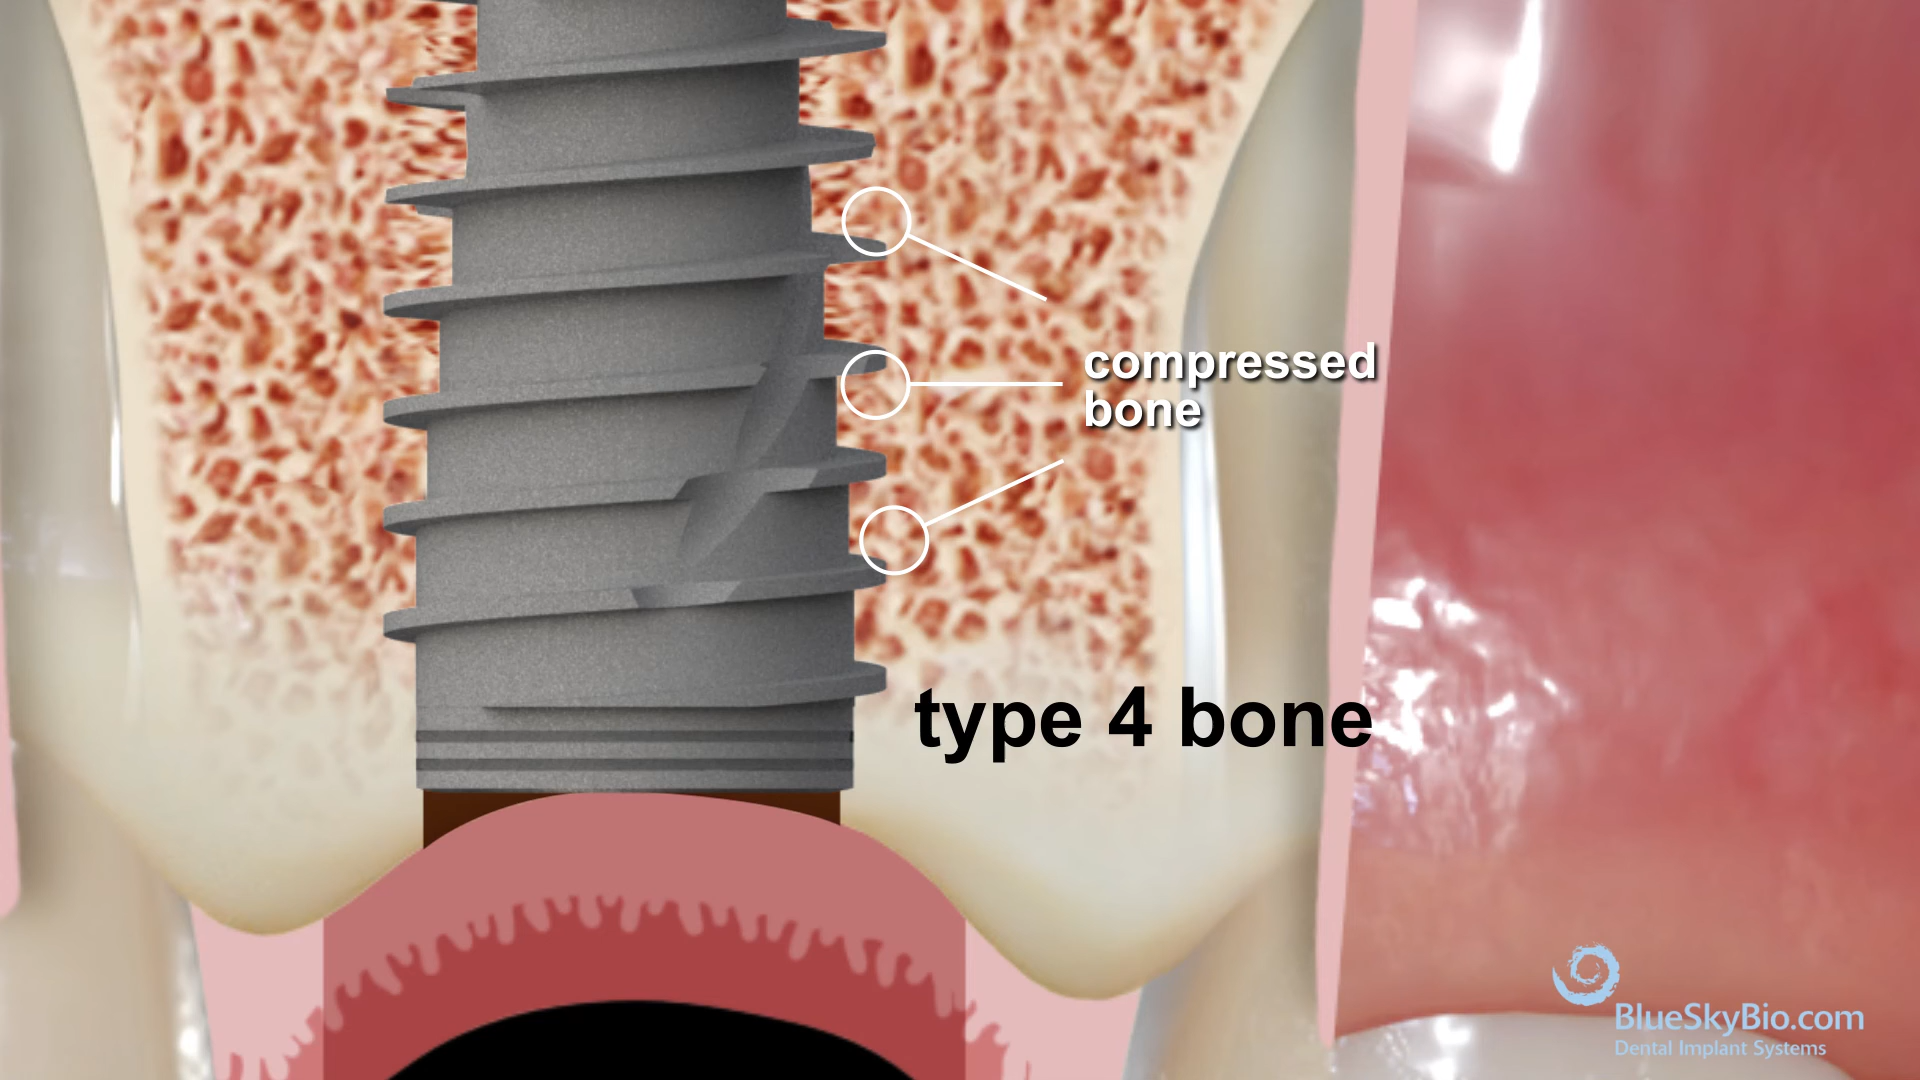 compressed
bone
type 4 bone
BlueSkyBio.com
Dental Implant Systems